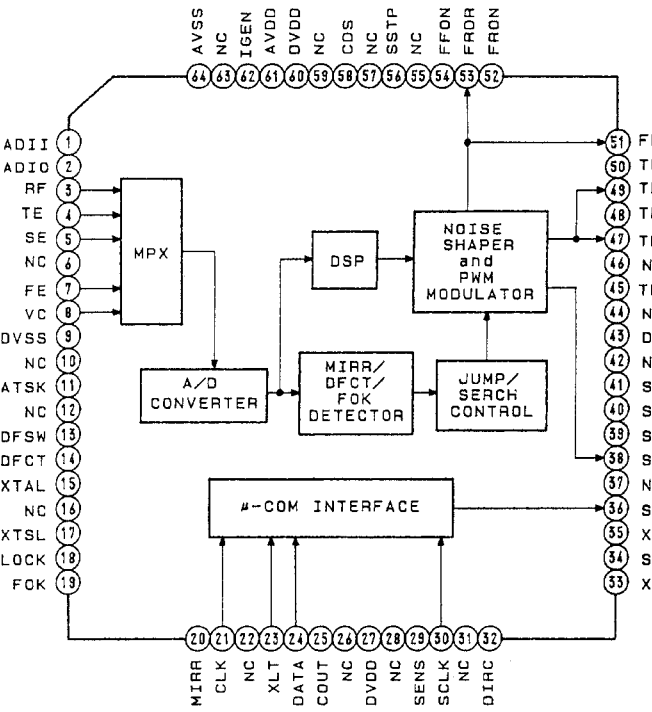 AVSS NC IGEN AVDD DVDD NC CDS NC SSTP NC FFON FRDR FRON
64 63 62 61 60 59 58 57 56 55 54 53 52
ADII 1
ADIO 2
RF 3
TE 4
SE 5
NC 6
FE 7
VC 8
DVSS 9
NC 10
ATSK 11
NC 12
DFSW 13
DFCT 14
XTAL 15
NC 16
XTSL 17
LOCK 18
FOK 19
MPX
A/D
CONVERTER
DSP
MIRR/
DFCT/
FOK
DETECTOR
NOISE
SHAPER
and
PWM
MODULATOR
JUMP/
SERCH
CONTROL
μ-COM INTERFACE
51 F
50 T
49 T
48 T
47 T
46 N
45 T
44 N
43 D
42 N
41 S
40 S
39 S
38 S
37 N
36 S
35 X
34 S
33 X
20 21 22 23 24 25 26 27 28 29 30 31 32
MIRR CLK NC XLT DATA COUT NC DVDD NC SENS SCLK NC DIRC